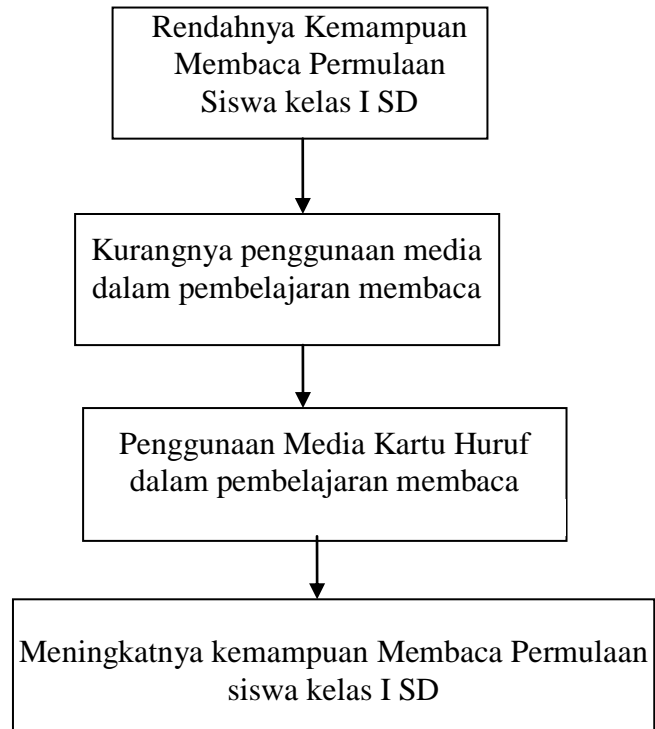 Rendahnya Kemampuan
Membaca Permulaan
Siswa kelas I SD
Kurangnya penggunaan media
dalam pembelajaran membaca
Penggunaan Media Kartu Huruf
dalam pembelajaran membaca
Meningkatnya kemampuan Membaca Permulaan
siswa kelas I SD